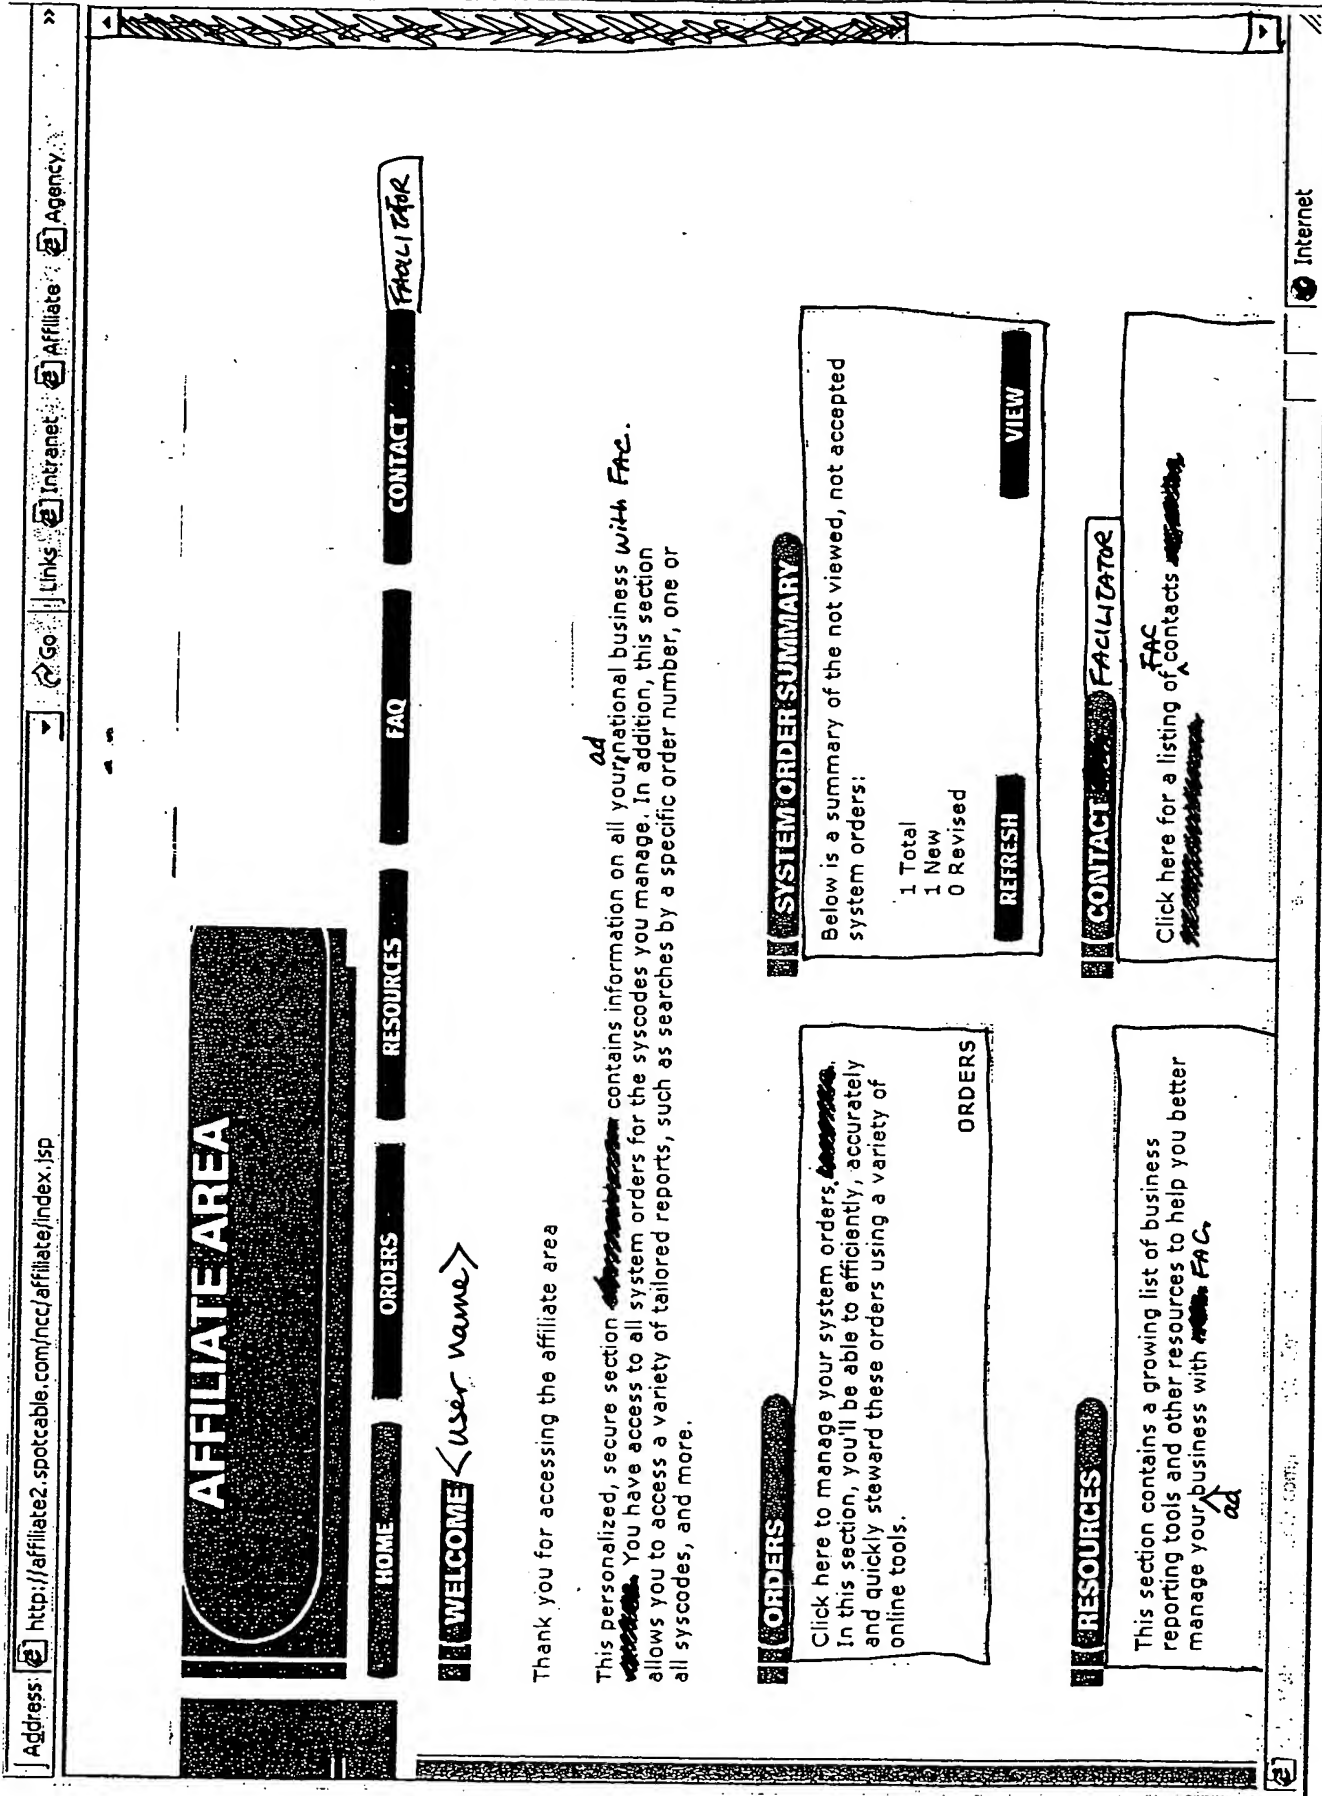 Address: http://affiliate2.spotcable.com/ncc/affiliate/index.jsp Go Links Intranet Affiliate Agency »
AFFILIATE AREA
HOME ORDERS RESOURCES FAQ CONTACT FACILITATOR
WELCOME <user name>
Thank you for accessing the affiliate area
ad
This personalized, secure section contains information on all your national business with FAC.
You have access to all system orders for the syscodes you manage. In addition, this section
allows you to access a variety of tailored reports, such as searches by a specific order number, one or
all syscodes, and more.
ORDERS
Click here to manage your system orders.
In this section, you'll be able to efficiently, accurately
and quickly steward these orders using a variety of
online tools.
ORDERS
SYSTEM ORDER SUMMARY
Below is a summary of the not viewed, not accepted
system orders:
1 Total
1 New
0 Revised
REFRESH VIEW
RESOURCES
This section contains a growing list of business
reporting tools and other resources to help you better
manage your business with FAC.
ad
CONTACT FACILITATOR
FAC
Click here for a listing of contacts
Internet